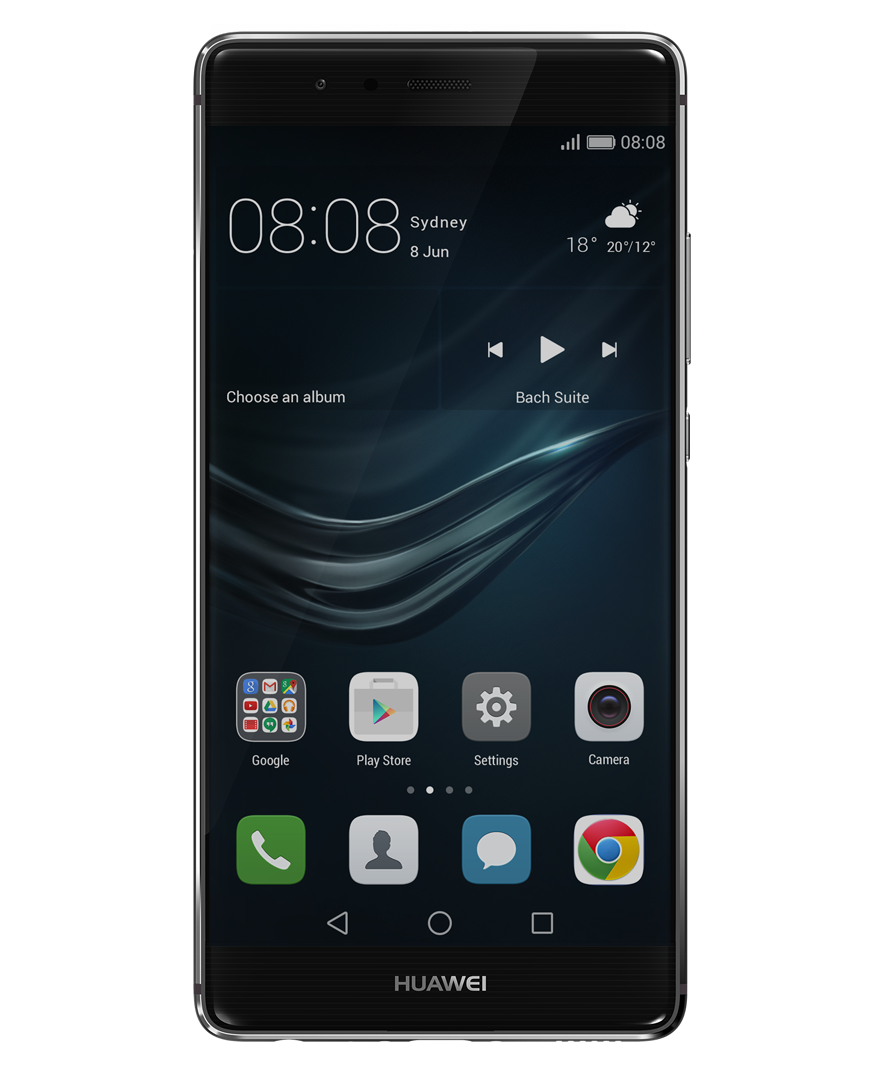 08:08
08:08
Sydney
8 Jun
18° 20°/12°
Choose an album
Bach Suite
Google
Play Store
Settings
Camera
HUAWEI